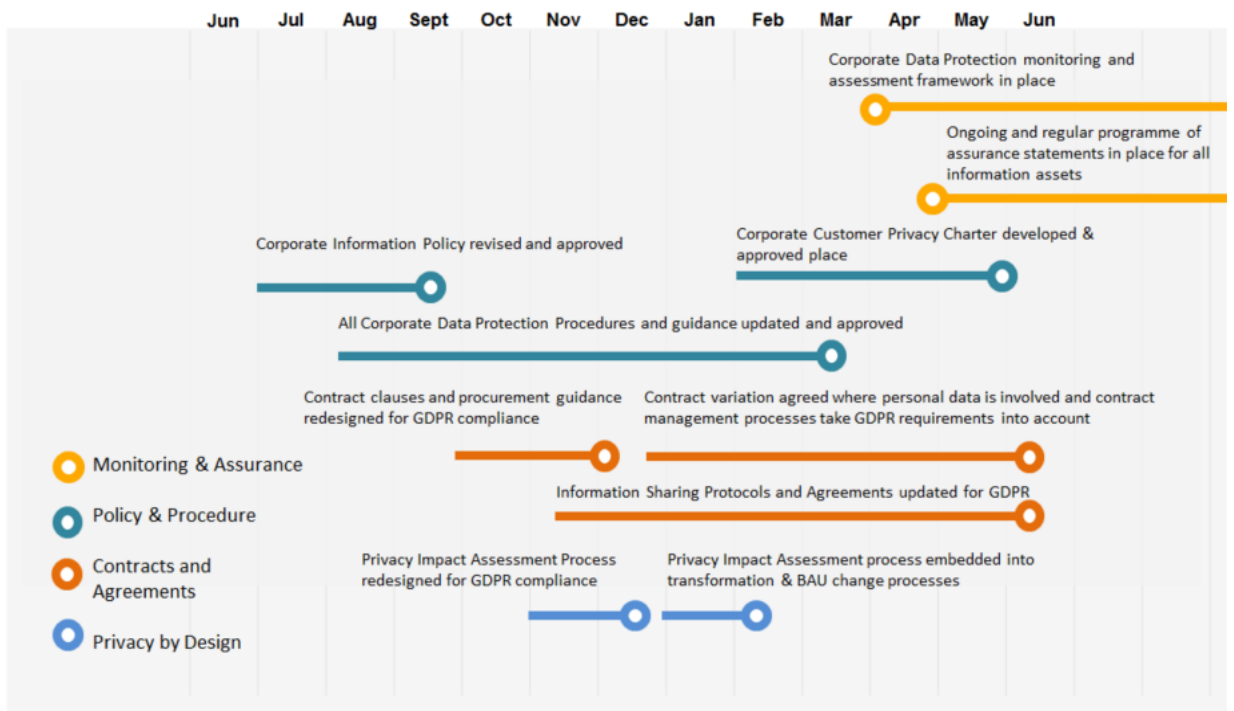 Jun Jul Aug Sept Oct Nov Dec Jan Feb Mar Apr May Jun
Corporate Data Protection monitoring and
assessment framework in place
Ongoing and regular programme of
assurance statements in place for all
information assets
Corporate Information Policy revised and approved
Corporate Customer Privacy Charter developed &
approved place
All Corporate Data Protection Procedures and guidance updated and approved
Contract clauses and procurement guidance
redesigned for GDPR compliance
Contract variation agreed where personal data is involved and contract
management processes take GDPR requirements into account
Information Sharing Protocols and Agreements updated for GDPR
Privacy Impact Assessment Process
redesigned for GDPR compliance
Privacy Impact Assessment process embedded into
transformation & BAU change processes
Monitoring & Assurance
Policy & Procedure
Contracts and
Agreements
Privacy by Design